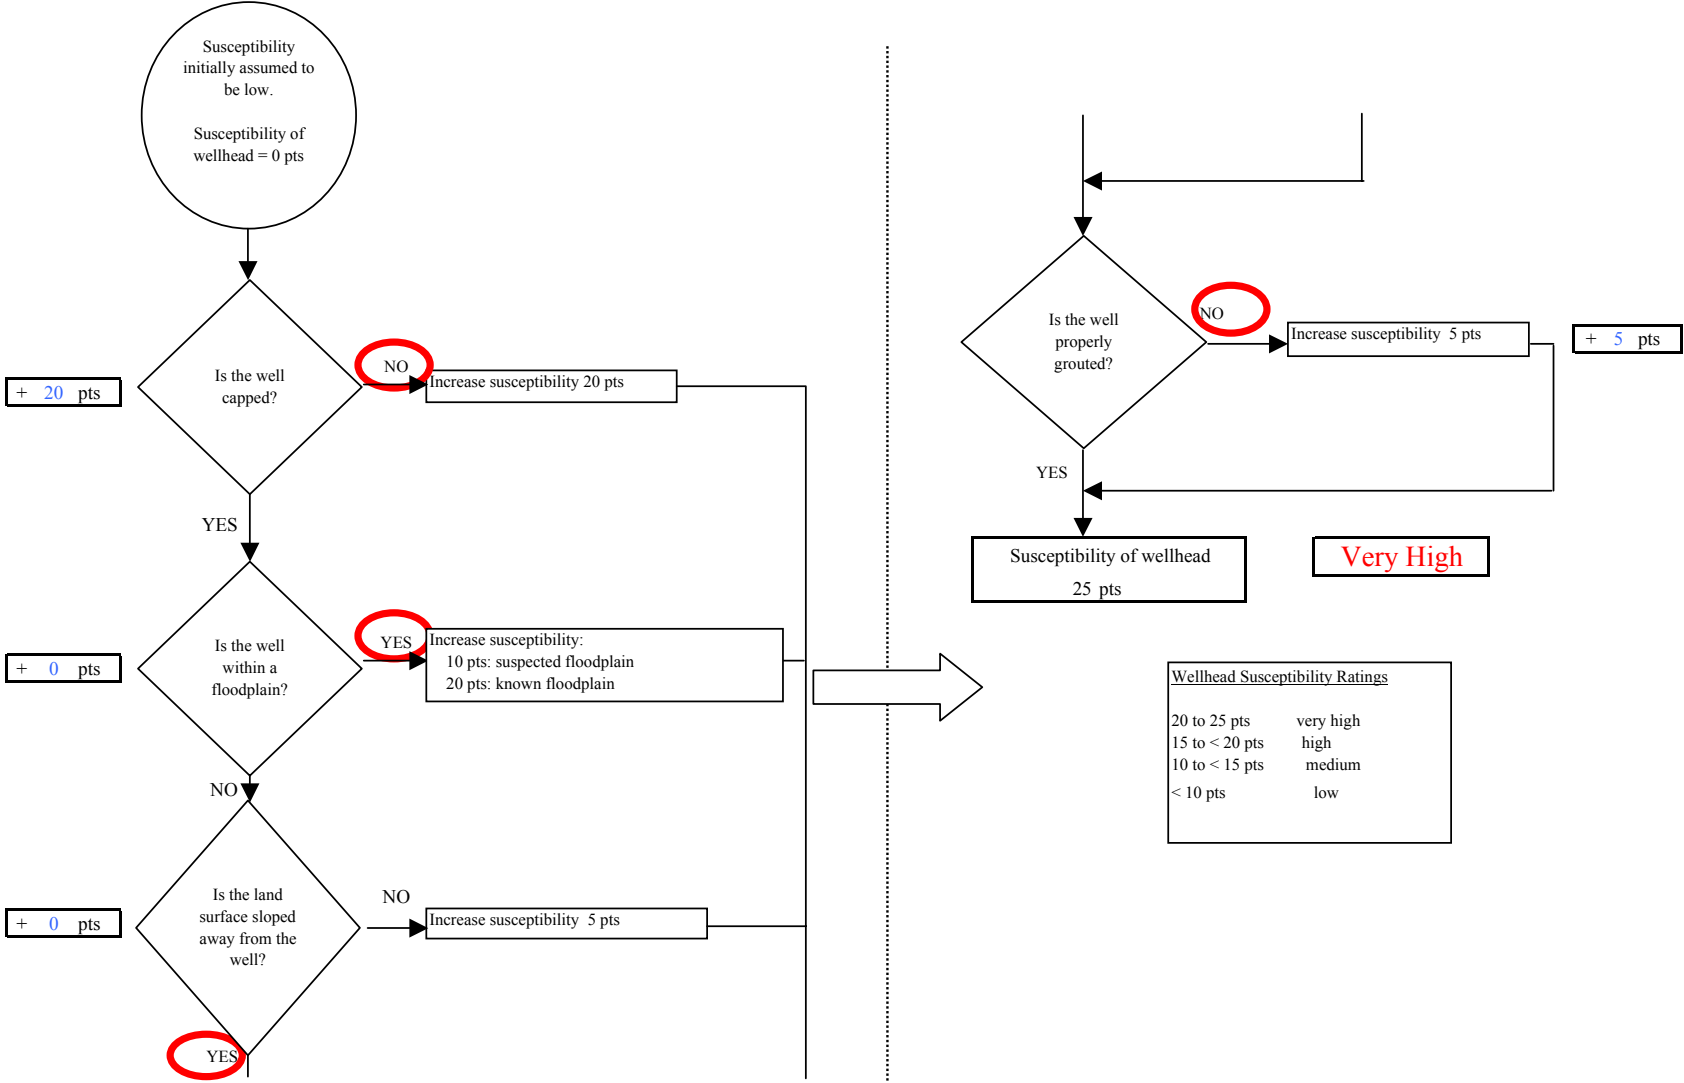 Susceptibility
initially assumed to
be low.
Susceptibility of
wellhead = 0 pts
Is the well
capped?
NO
Increase susceptibility 20 pts
+ 20 pts
YES
Is the well
within a
floodplain?
YES
Increase susceptibility:
10 pts: suspected floodplain
20 pts: known floodplain
+ 0 pts
NO
Is the land
surface sloped
away from the
well?
NO
Increase susceptibility 5 pts
+ 0 pts
YES
Is the well
properly
grouted?
NO
Increase susceptibility 5 pts
+ 5 pts
YES
Susceptibility of wellhead
25 pts
Very High
Wellhead Susceptibility Ratings
20 to 25 pts very high
15 to < 20 pts high
10 to < 15 pts medium
< 10 pts low